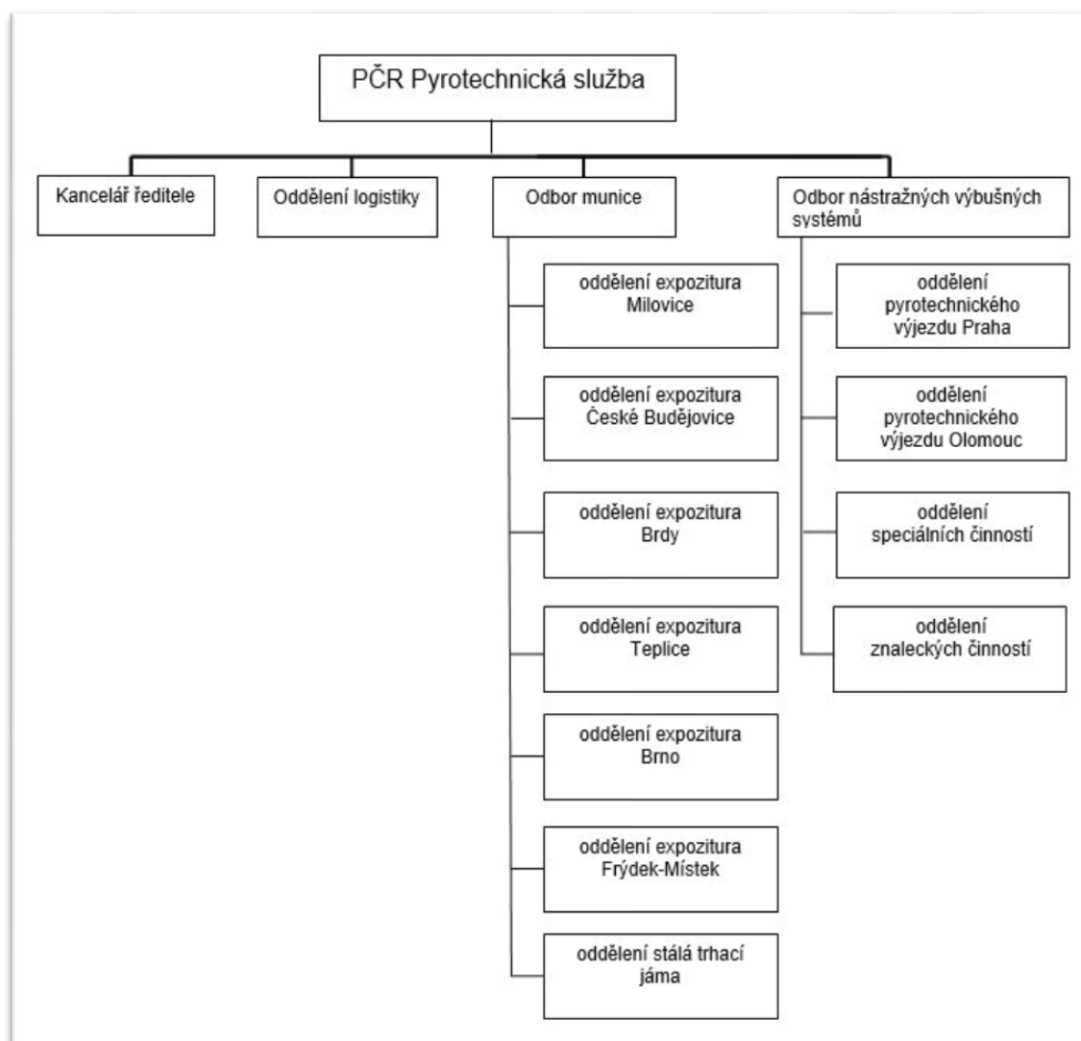 PČR Pyrotechnická služba
Kancelář ředitele
Oddělení logistiky
Odbor munice
Odbor nástražných výbušných
systémů
oddělení expozitura
Milovice
oddělení expozitura
České Budějovice
oddělení expozitura
Brdy
oddělení expozitura
Teplice
oddělení expozitura
Brno
oddělení expozitura
Frýdek-Místek
oddělení stálá trhací
jáma
oddělení
pyrotechnického
výjezdu Praha
oddělení
pyrotechnického
výjezdu Olomouc
oddělení
speciálních činností
oddělení
znaleckých činností